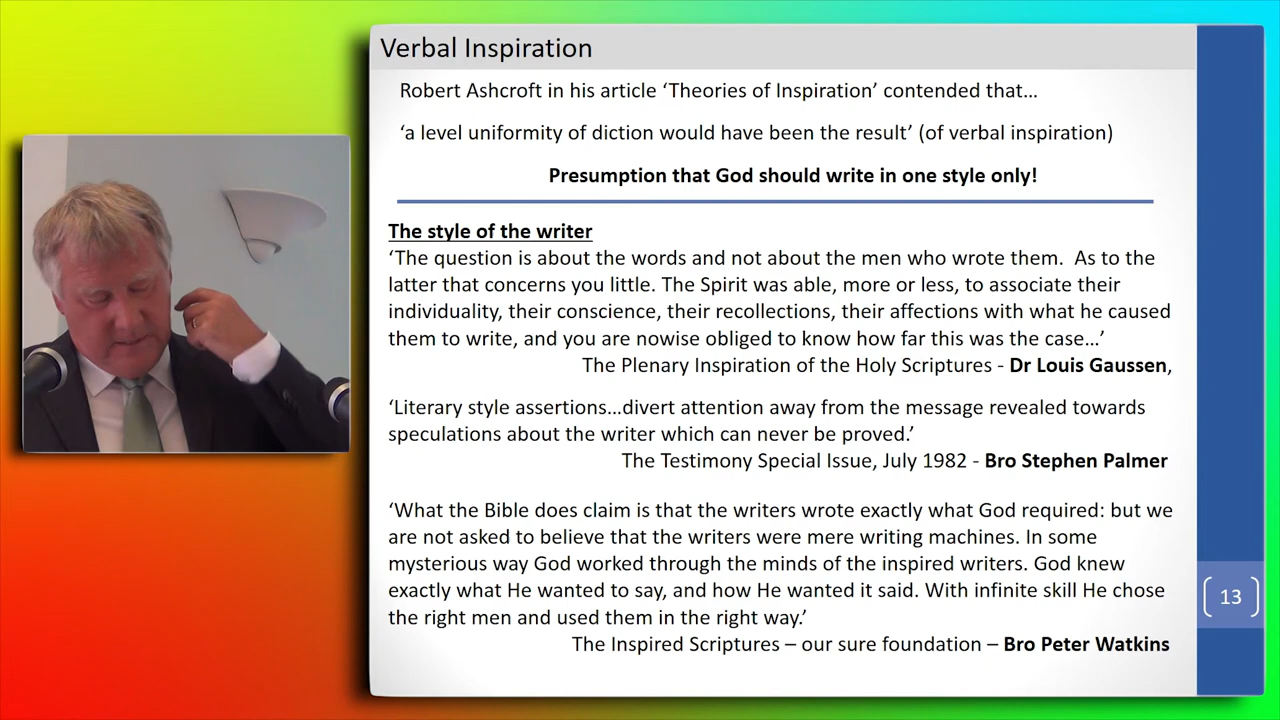 Verbal Inspiration
Robert Ashcroft in his article ‘Theories of Inspiration’ contended that…
‘a level uniformity of diction would have been the result’ (of verbal inspiration)
Presumption that God should write in one style only!
The style of the writer
‘The question is about the words and not about the men who wrote them.  As to the
latter that concerns you little. The Spirit was able, more or less, to associate their
individuality, their conscience, their recollections, their affections with what he caused
them to write, and you are nowise obliged to know how far this was the case…’
The Plenary Inspiration of the Holy Scriptures - Dr Louis Gaussen,
‘Literary style assertions…divert attention away from the message revealed towards
speculations about the writer which can never be proved.’
The Testimony Special Issue, July 1982 - Bro Stephen Palmer
‘What the Bible does claim is that the writers wrote exactly what God required: but we
are not asked to believe that the writers were mere writing machines. In some
mysterious way God worked through the minds of the inspired writers. God knew
exactly what He wanted to say, and how He wanted it said. With infinite skill He chose
the right men and used them in the right way.’
The Inspired Scriptures – our sure foundation – Bro Peter Watkins
13